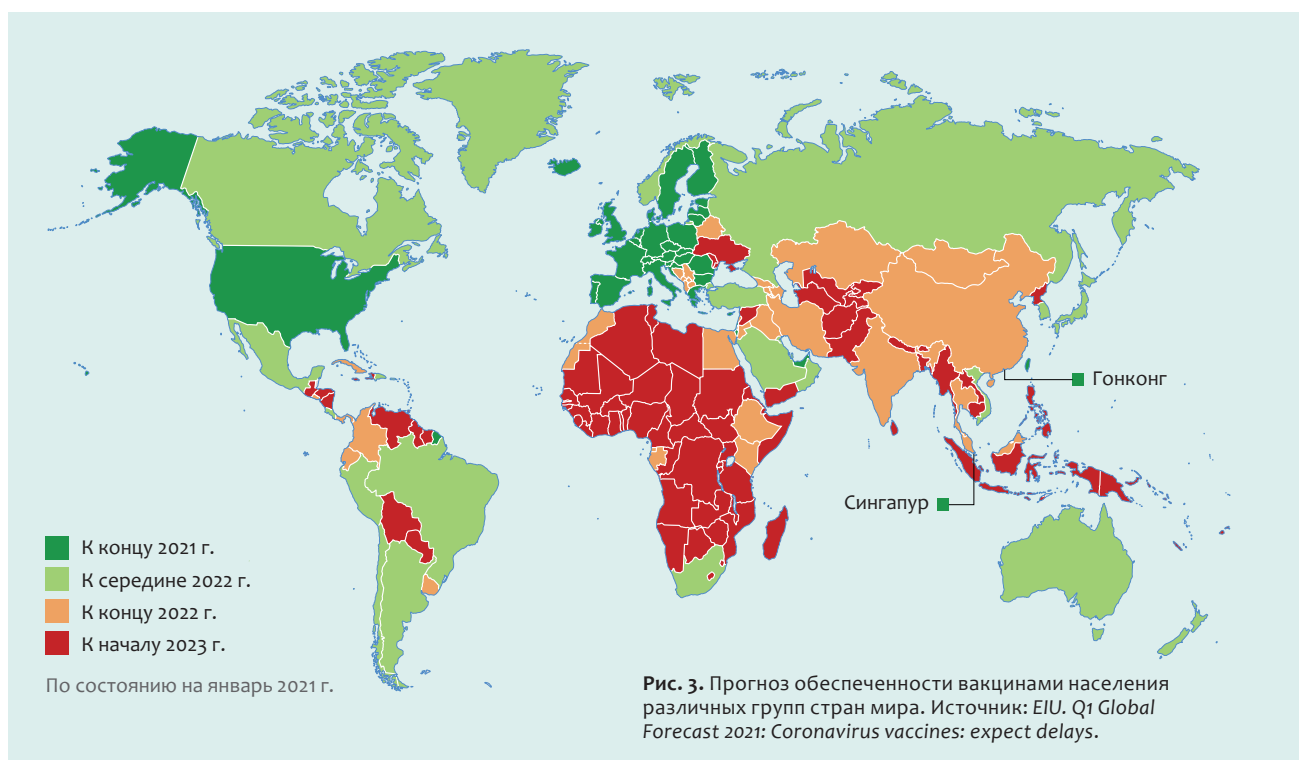 Гонконг
Сингапур
К концу 2021 г.
К середине 2022 г.
К концу 2022 г.
К началу 2023 г.
По состоянию на январь 2021 г.
Рис. 3. Прогноз обеспеченности вакцинами населения
различных групп стран мира. Источник: EIU. Q1 Global
Forecast 2021: Coronavirus vaccines: expect delays.